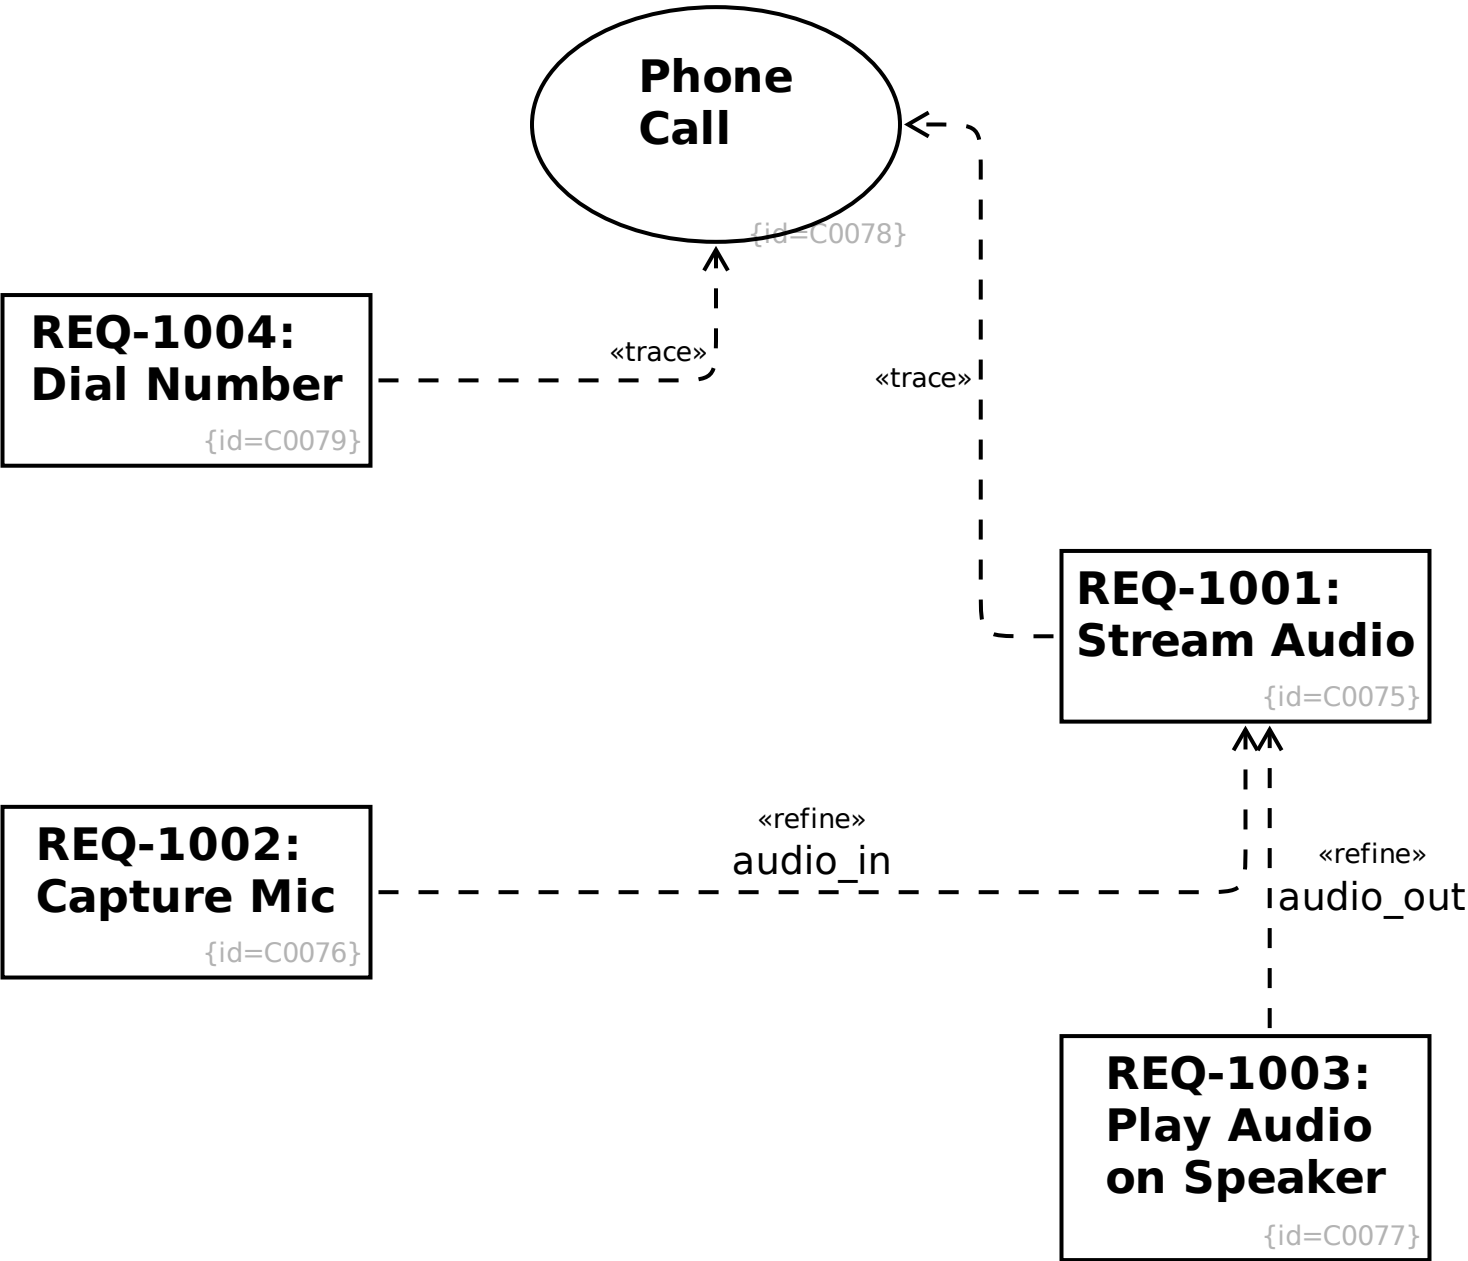 Phone
Call
{id=C0078}
REQ-1004:
Dial Number
{id=C0079}
«trace»
«trace»
REQ-1001:
Stream Audio
{id=C0075}
REQ-1002:
Capture Mic
{id=C0076}
«refine»
audio_in
«refine»
audio_out
REQ-1003:
Play Audio
on Speaker
{id=C0077}